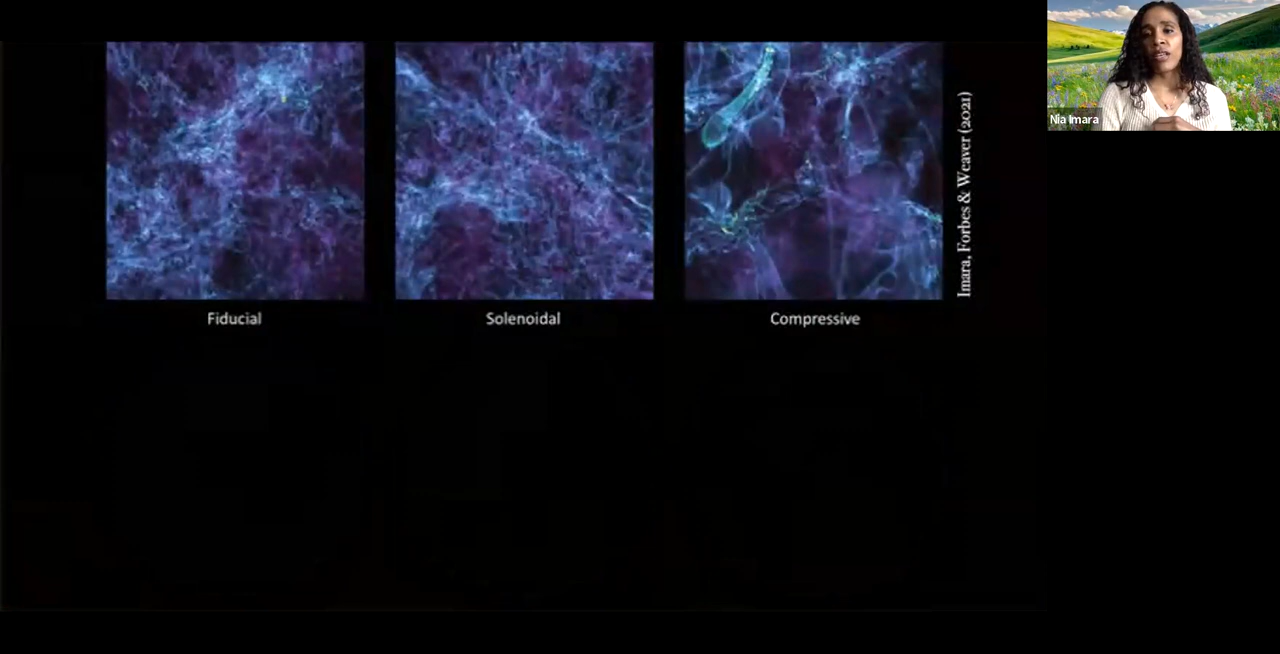 Fiducial
Solenoidal
Compressive
Imara, Forbes & Weaver (2021)
Nia Imara